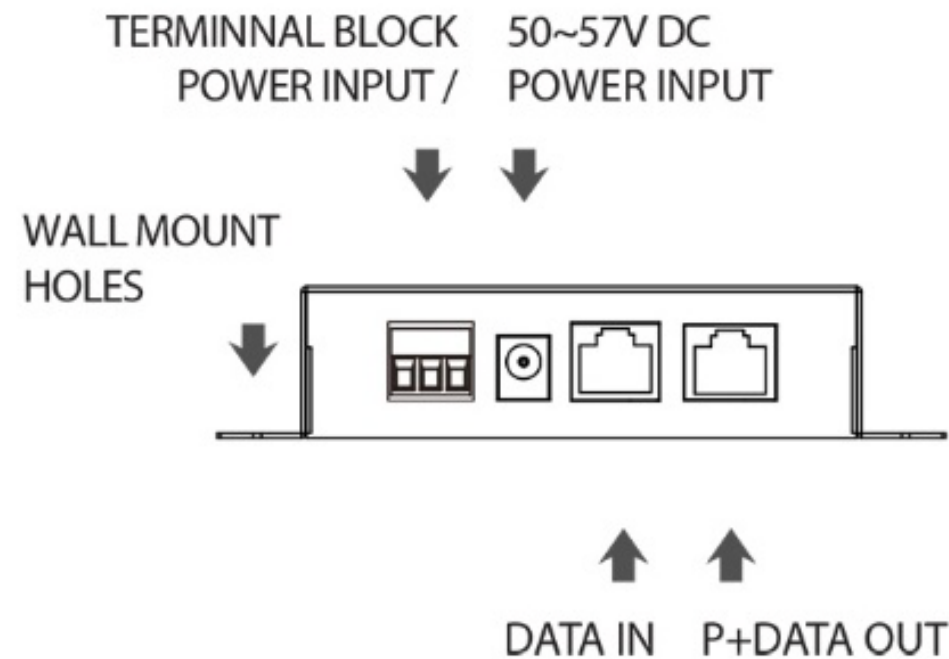 TERMINNAL BLOCK
POWER INPUT /
50~57V DC
POWER INPUT
WALL MOUNT
HOLES
DATA IN
P+DATA OUT